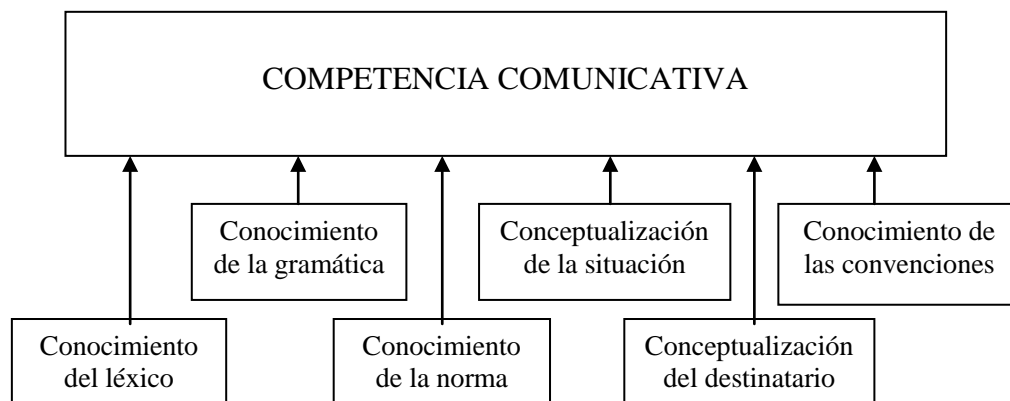 COMPETENCIA COMUNICATIVA
Conocimiento
de la gramática
Conceptualización
de la situación
Conocimiento de
las convenciones
Conocimiento
del léxico
Conocimiento
de la norma
Conceptualización
del destinatario